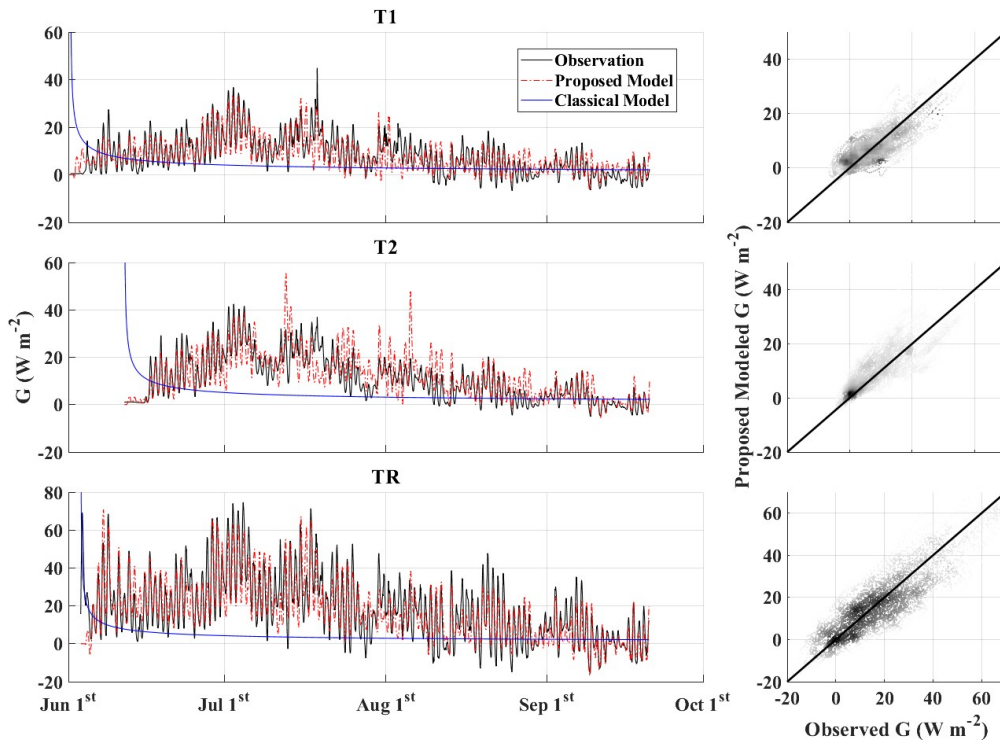 T1
60
40
20
0
-20
Observation
Proposed Model
Classical Model
40
20
0
-20
T2
60
40
20
0
-20
G (W m⁻²)
40
20
0
-20
Proposed Modeled G (W m⁻²)
TR
80
60
40
20
0
-20
Jun 1ˢᵗ Jul 1ˢᵗ Aug 1ˢᵗ Sep 1ˢᵗ Oct 1ˢᵗ
60
40
20
0
-20
-20 0 20 40 60
Observed G (W m⁻²)